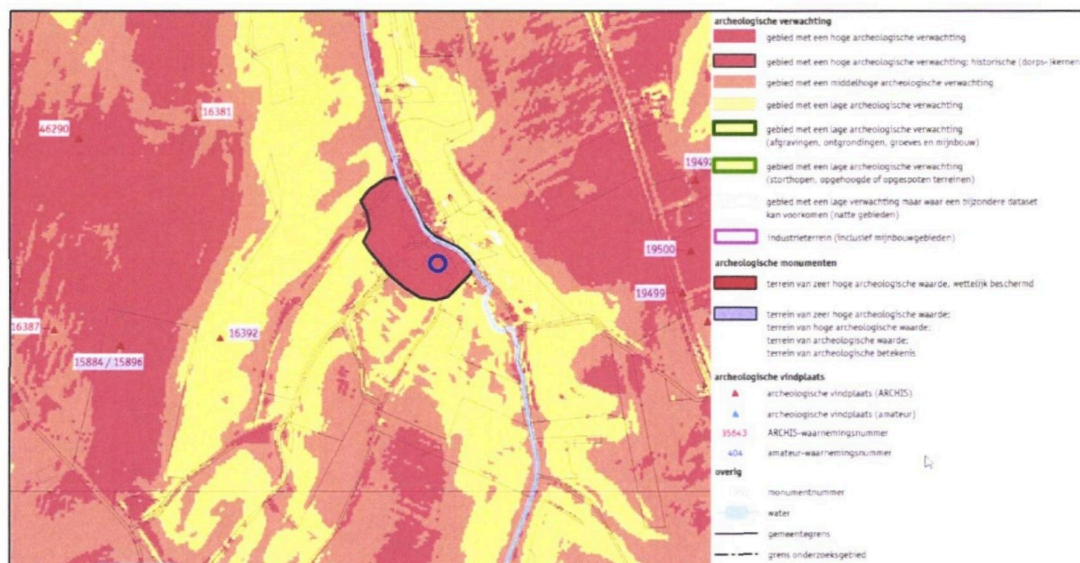 46290
16381
16387
15884 / 15896
16392
19492
19500
19499
archeologische verwachting
gebied met een hoge archeologische verwachting
gebied met een hoge archeologische verwachting: historische (dorps- )kernen
gebied met een middelhoge archeologische verwachting
gebied met een lage archeologische verwachting
gebied met een lage archeologische verwachting
(afgravingen, ontgrondingen, groeves en mijnbouw)
gebied met een lage archeologische verwachting
(storthopen, opgehoogde of opgespoten terreinen)
gebied met een lage verwachting maar waar een bijzondere dataset
kan voorkomen (natte gebieden)
industrieterrein (inclusief mijnbouwgebieden)
archeologische monumenten
terrein van zeer hoge archeologische waarde, wettelijk beschermd
terrein van zeer hoge archeologische waarde;
terrein van hoge archeologische waarde;
terrein van archeologische waarde;
terrein van archeologische betekenis
archeologische vindplaats
archeologische vindplaats (ARCHIS)
archeologische vindplaats (amateur)
35643 ARCHIS-waarnemingsnummer
404 amateur-waarnemingsnummer
overig
monumentnummer
water
gemeentegrens
grens onderzoeksgebied